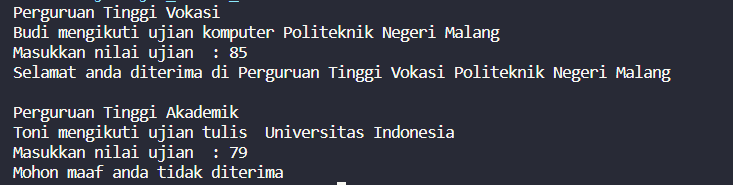 Perguruan Tinggi Vokasi
Budi mengikuti ujian komputer Politeknik Negeri Malang
Masukkan nilai ujian  : 85
Selamat anda diterima di Perguruan Tinggi Vokasi Politeknik Negeri Malang

Perguruan Tinggi Akademik
Toni mengikuti ujian tulis  Universitas Indonesia
Masukkan nilai ujian  : 79
Mohon maaf anda tidak diterima